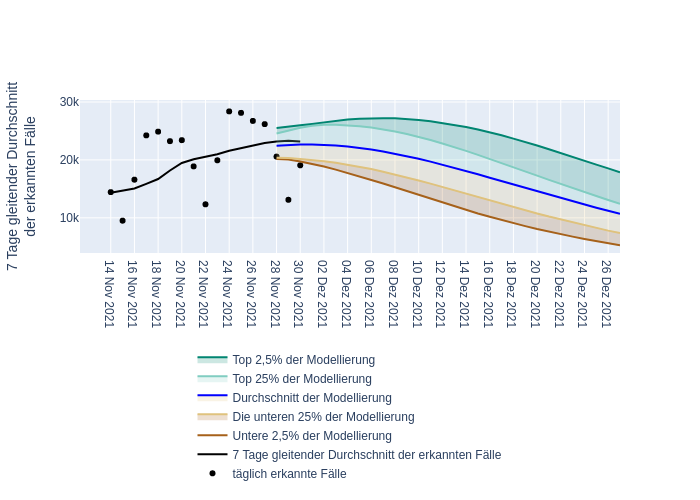 7 Tage gleitender Durchschnitt
der erkannten Fälle
30k
20k
10k
14 Nov 2021
16 Nov 2021
18 Nov 2021
20 Nov 2021
22 Nov 2021
24 Nov 2021
26 Nov 2021
28 Nov 2021
30 Nov 2021
02 Dez 2021
04 Dez 2021
06 Dez 2021
08 Dez 2021
10 Dez 2021
12 Dez 2021
14 Dez 2021
16 Dez 2021
18 Dez 2021
20 Dez 2021
22 Dez 2021
24 Dez 2021
26 Dez 2021
Top 2,5% der Modellierung
Top 25% der Modellierung
Durchschnitt der Modellierung
Die unteren 25% der Modellierung
Untere 2,5% der Modellierung
7 Tage gleitender Durchschnitt der erkannten Fälle
täglich erkannte Fälle